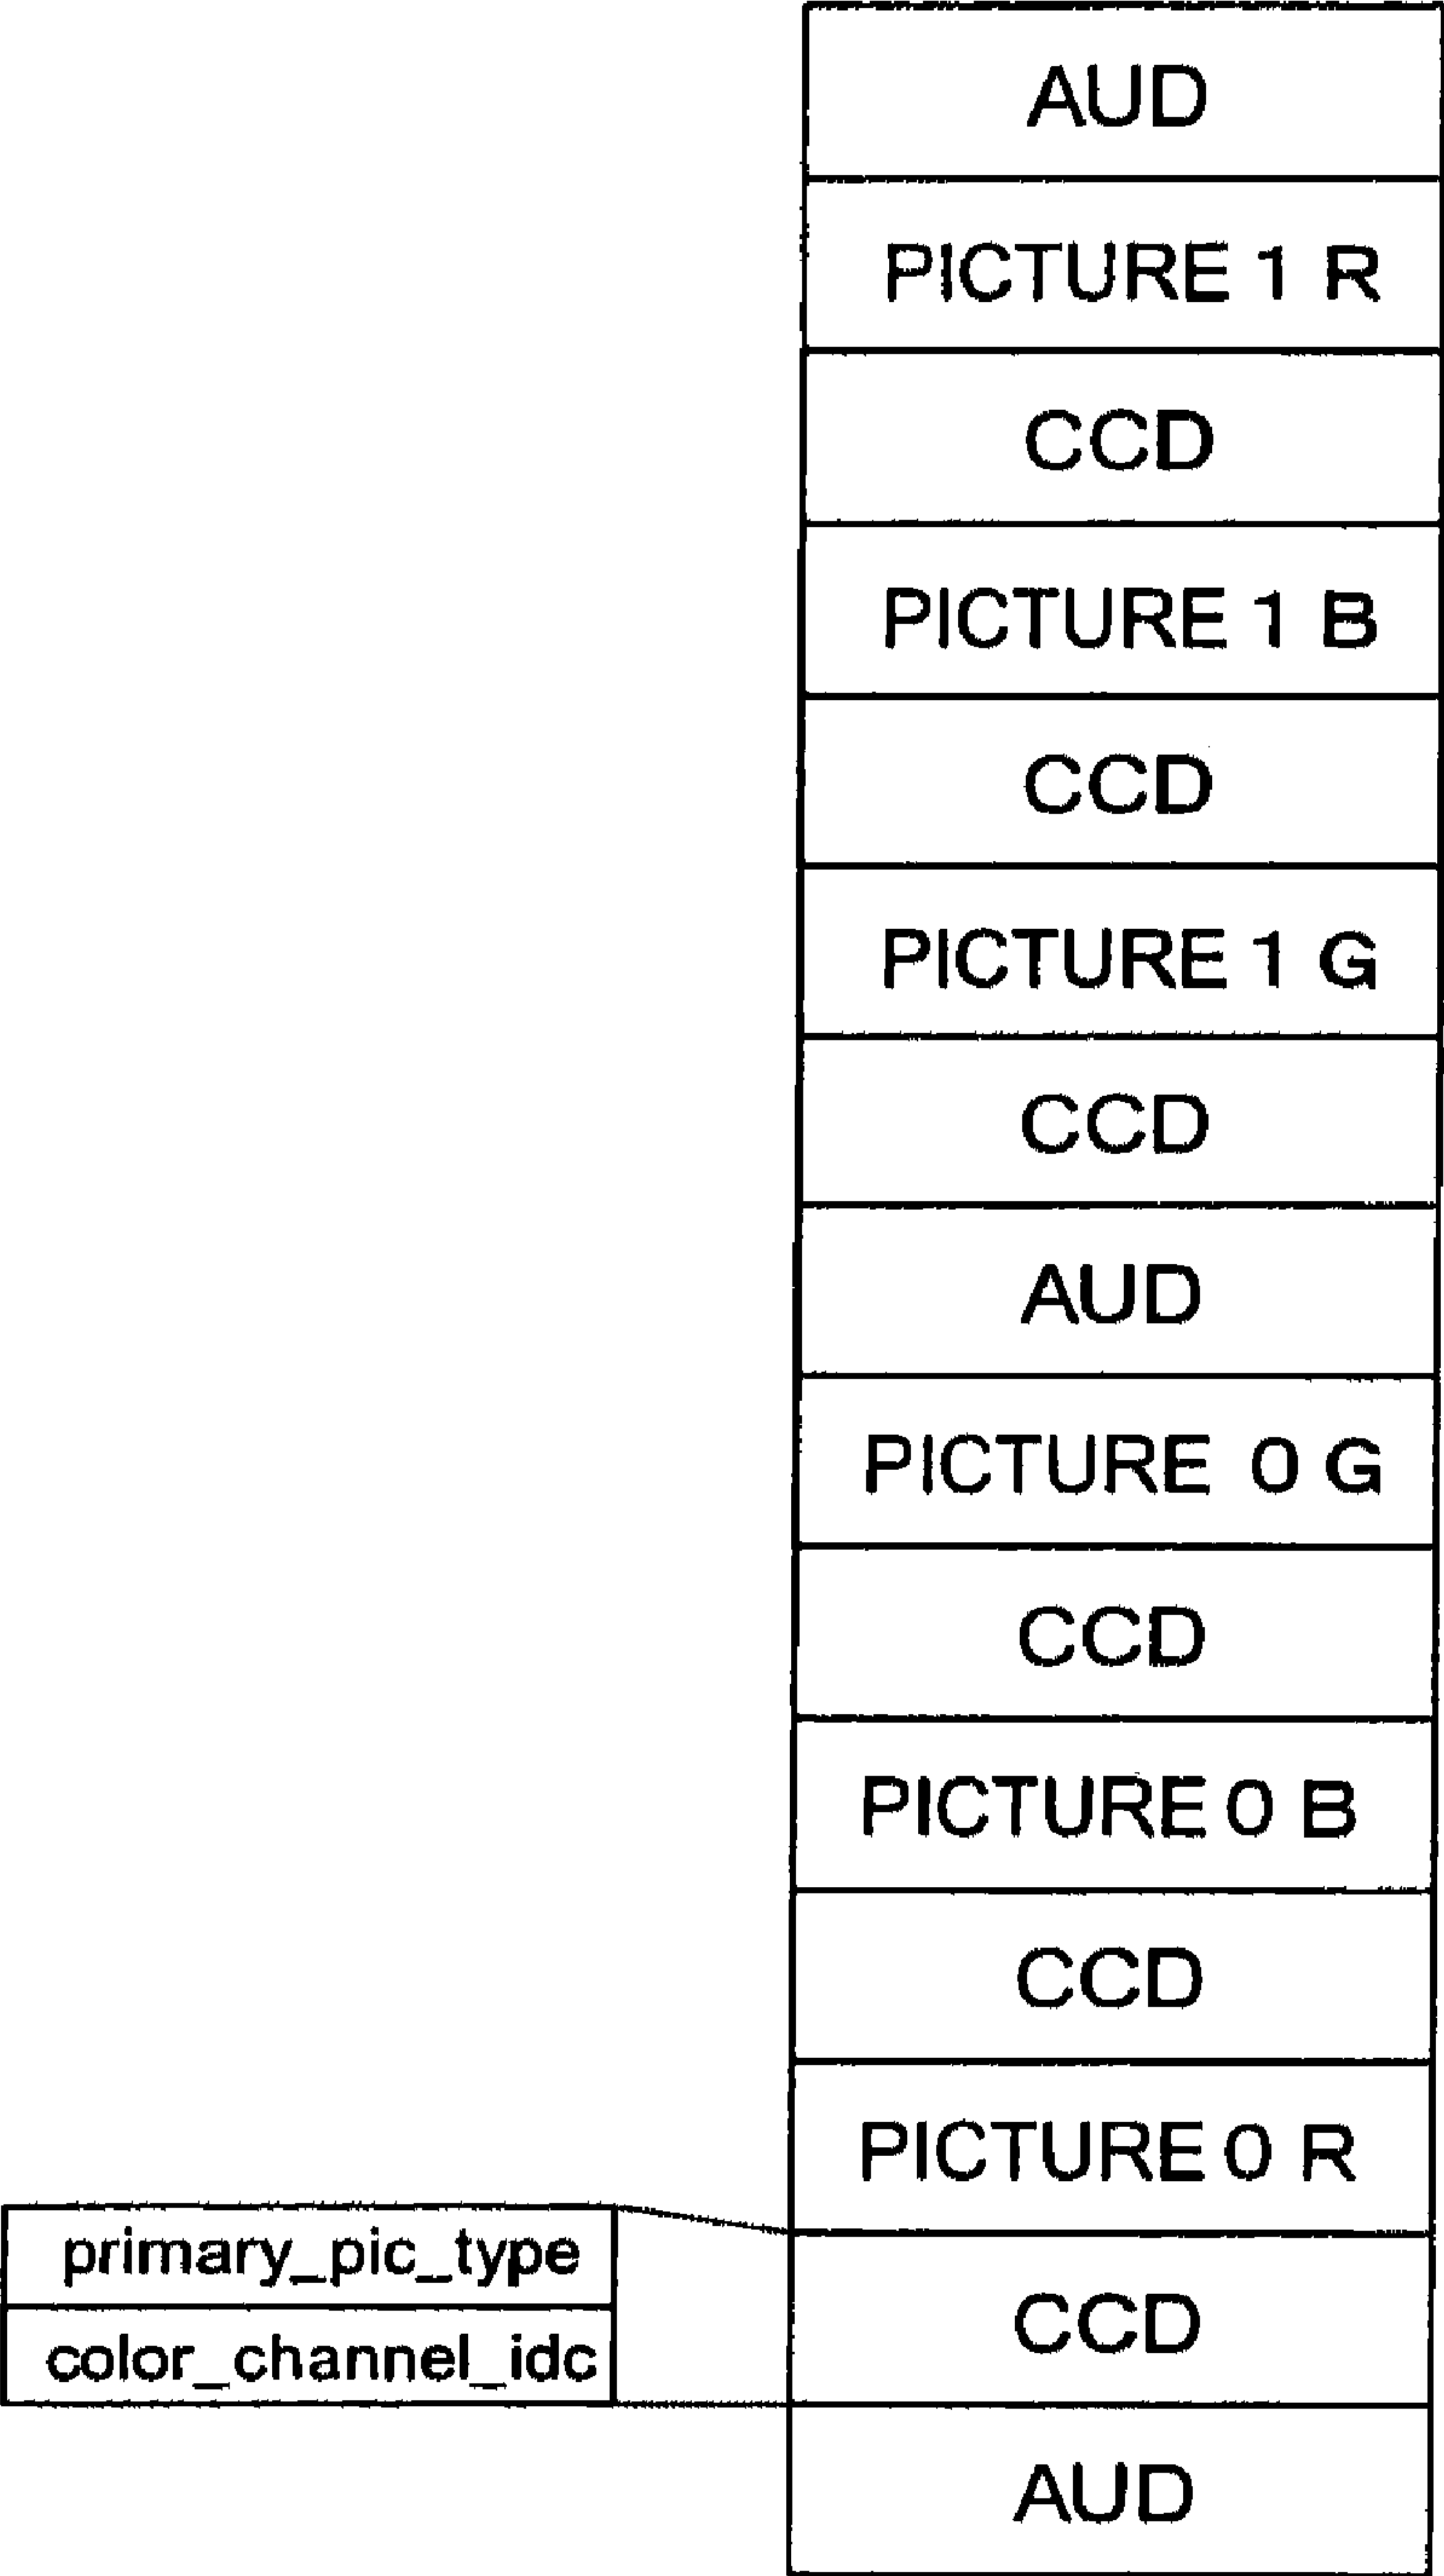 AUD
PICTURE 1 R
CCD
PICTURE 1 B
CCD
PICTURE 1 G
CCD
AUD
PICTURE 0 G
CCD
PICTURE 0 B
CCD
PICTURE 0 R
primary_pic_type
color_channel_idc
CCD
AUD